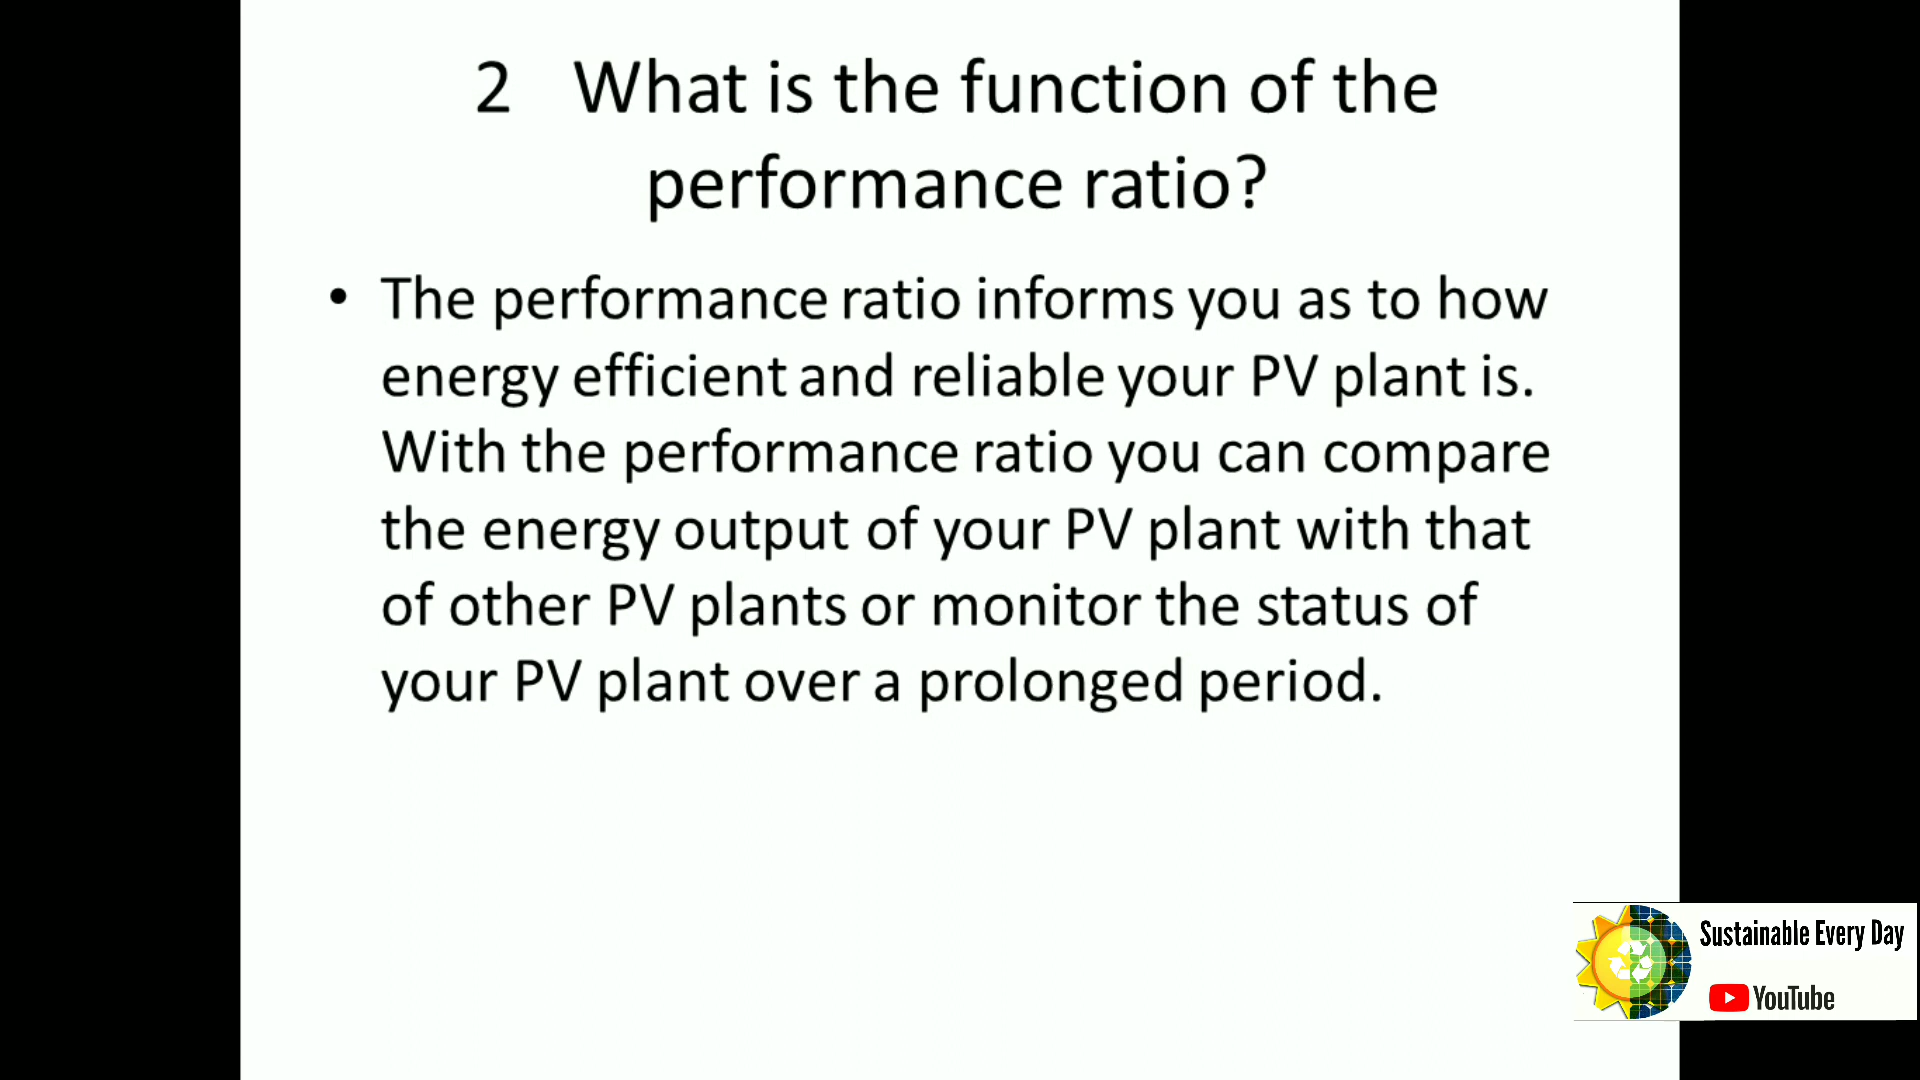 2 What is the function of the
performance ratio?
• The performance ratio informs you as to how
energy efficient and reliable your PV plant is.
With the performance ratio you can compare
the energy output of your PV plant with that
of other PV plants or monitor the status of
your PV plant over a prolonged period.
Sustainable Every Day
YouTube